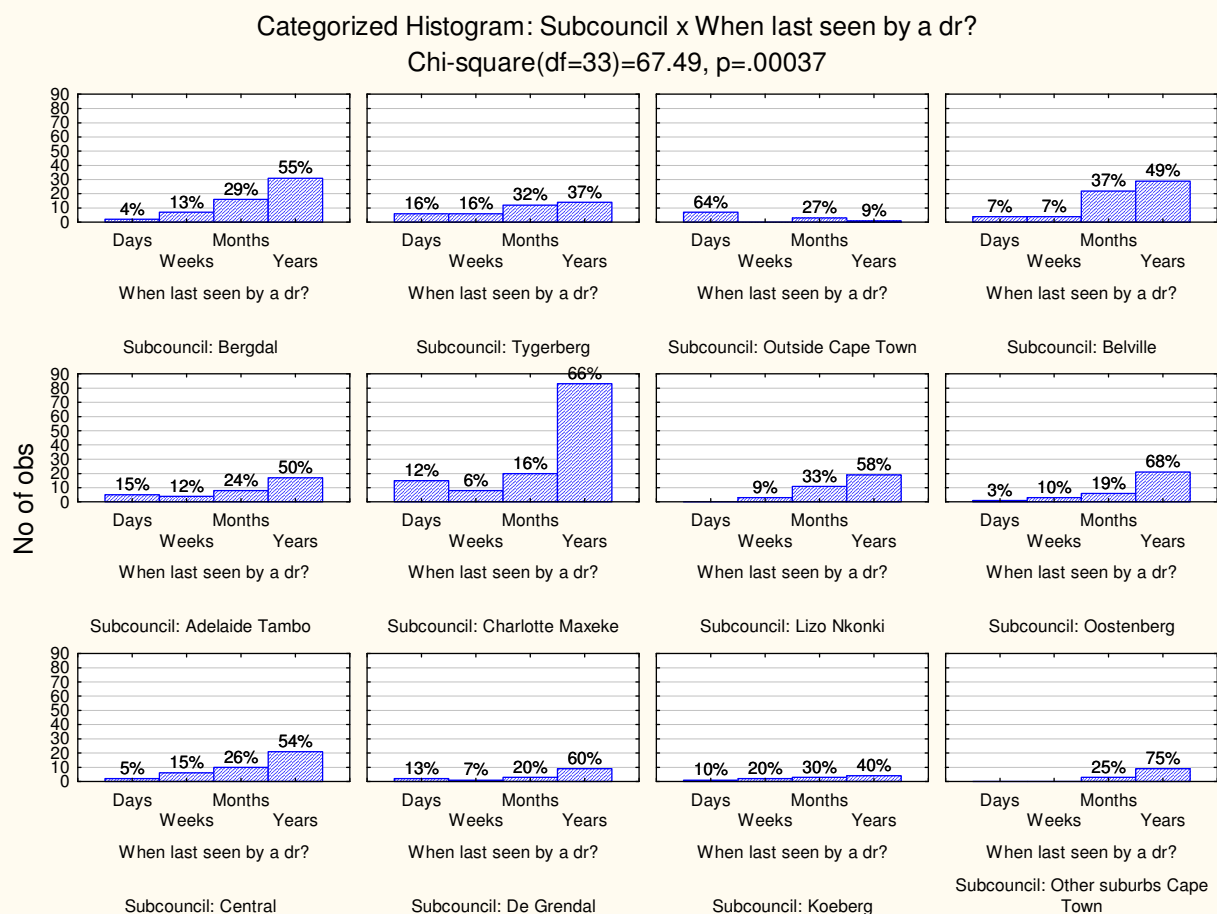 Categorized Histogram: Subcouncil x When last seen by a dr?
Chi-square(df=33)=67.49, p=.00037
No of obs
90
80
70
60
50
40
30
20
10
0
4% 13% 29% 55%
16% 16% 32% 37%
64% 27% 9%
7% 7% 37% 49%
Days Months Days Months Days Months Days Months
Weeks Years Weeks Years Weeks Years Weeks Years
When last seen by a dr? When last seen by a dr? When last seen by a dr? When last seen by a dr?
Subcouncil: Bergdal Subcouncil: Tygerberg Subcouncil: Outside Cape Town Subcouncil: Belville
90
80
70
60
50
40
30
20
10
0
15% 12% 24% 50%
12% 6% 16% 66%
9% 33% 58%
3% 10% 19% 68%
Days Months Days Months Days Months Days Months
Weeks Years Weeks Years Weeks Years Weeks Years
When last seen by a dr? When last seen by a dr? When last seen by a dr? When last seen by a dr?
Subcouncil: Adelaide Tambo Subcouncil: Charlotte Maxeke Subcouncil: Lizo Nkonki Subcouncil: Oostenberg
90
80
70
60
50
40
30
20
10
0
5% 15% 26% 54%
13% 7% 20% 60%
10% 20% 30% 40%
25% 75%
Days Months Days Months Days Months Days Months
Weeks Years Weeks Years Weeks Years Weeks Years
When last seen by a dr? When last seen by a dr? When last seen by a dr? When last seen by a dr?
Subcouncil: Central Subcouncil: De Grendal Subcouncil: Koeberg Subcouncil: Other suburbs Cape
Town